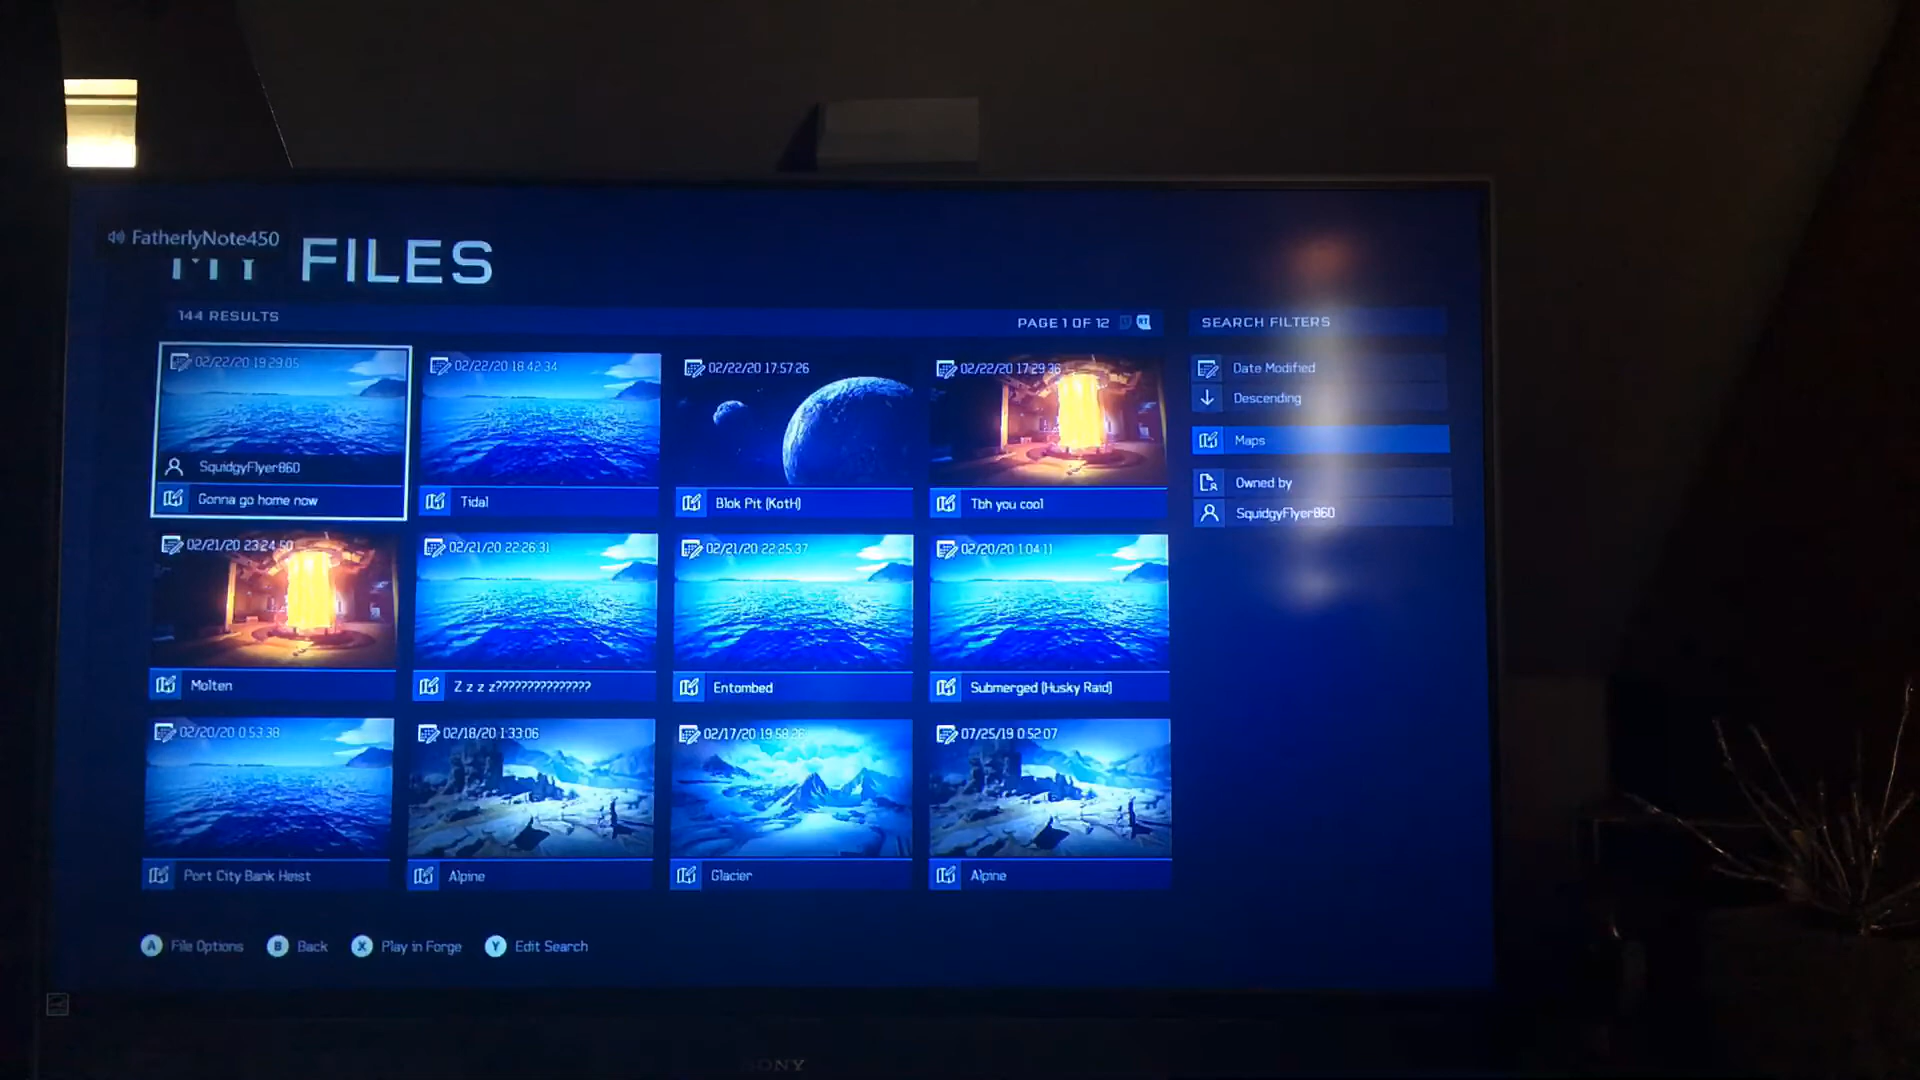 FatherlyNote450
FILES
144 RESULTS
PAGE 1 OF 12
RT
SEARCH FILTERS
02/22/20 19:29:05
02/22/20 18:42:34
02/22/20 17:57:26
02/22/20 17:29:36
Date Modified
Descending
Maps
SquidgyFlyer860
Gonna go home now
Tidal
Blok Pit (KotH)
Tbh you cool
Owned by
SquidgyFlyer860
02/21/20 23:24:50
02/21/20 22:26:31
02/21/20 22:25:37
02/20/20 1:04:11
Molten
Z z z z???????????????
Entombed
Submerged (Husky Raid)
02/20/20 0:53:38
02/18/20 1:33:06
02/17/20 19:58:26
07/25/19 0:52:07
Port City Bank Heist
Alpine
Glacier
Alpine
A File Options
B Back
X Play in Forge
Y Edit Search
SONY